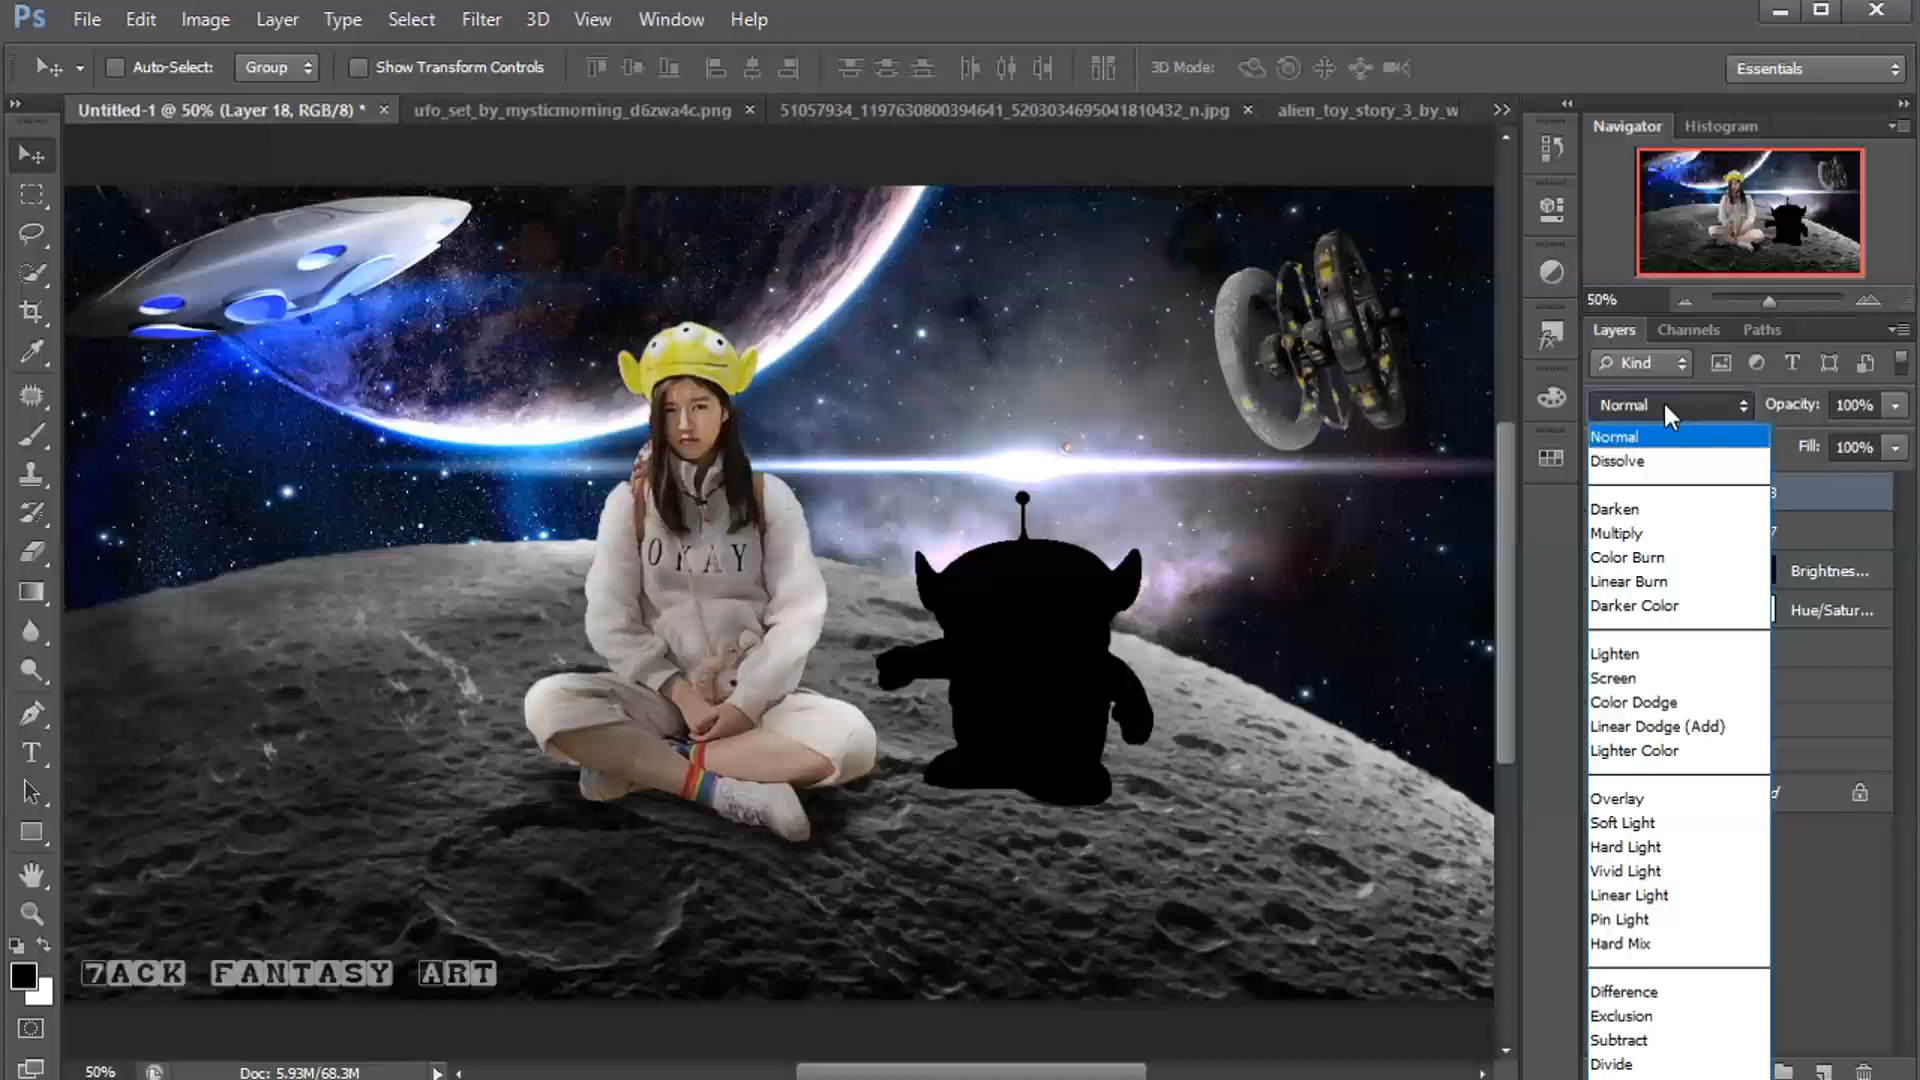 Ps File Edit Image Layer Type Select Filter 3D View Window Help
Auto-Select: Group Show Transform Controls 3D Mode: Essentials
Untitled-1 @ 50% (Layer 18, RGB/8) * × ufo_set_by_mysticmorning_d6zwa4c.png × 51057934_1197630800394641_5203034695041810432_n.jpg × alien_toy_story_3_by_w
Navigator Histogram
50%
Layers Channels Paths
Kind
Normal Opacity: 100%
Normal
Fill: 100%
Dissolve
Darken
Multiply
Color Burn
Brightnes...
Linear Burn
Darker Color
Hue/Satur...
Lighten
Screen
Color Dodge
Linear Dodge (Add)
Lighter Color
Overlay
Soft Light
Hard Light
Vivid Light
Linear Light
Pin Light
Hard Mix
Difference
Exclusion
Subtract
Divide
OKAY
7ACK FANTASY ART
50% Doc: 5.93M/68.3M